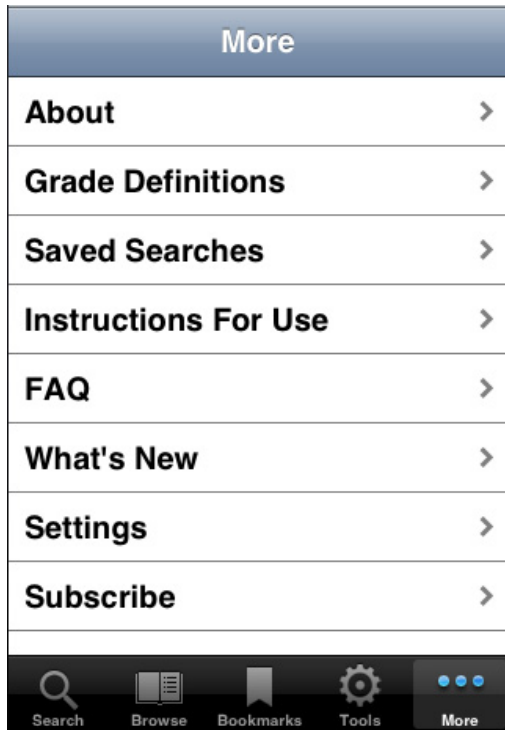 More
About
Grade Definitions
Saved Searches
Instructions For Use
FAQ
What's New
Settings
Subscribe
Search Browse Bookmarks Tools More